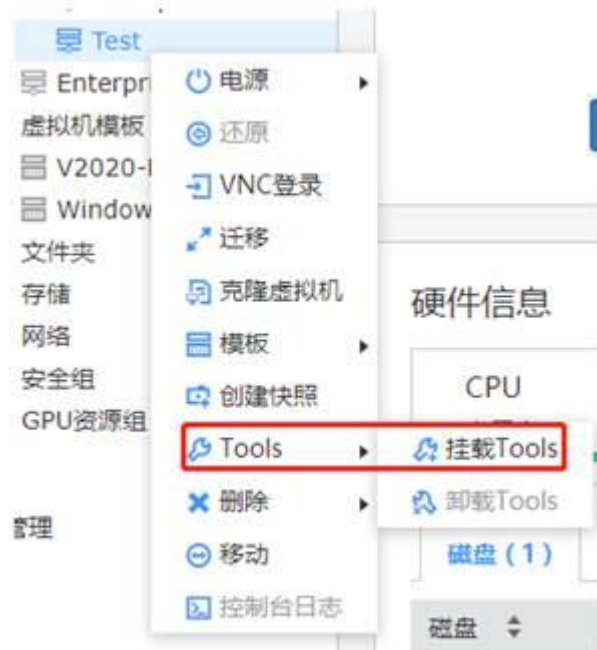 Test
Enterpr
虚拟机模板
V2020-
Window
文件夹
存储
网络
安全组
GPU资源组
管理
电源
还原
VNC登录
迁移
克隆虚拟机
模板
创建快照
Tools
删除
移动
控制台日志
挂载Tools
卸载Tools
硬件信息
CPU
磁盘(1)
磁盘